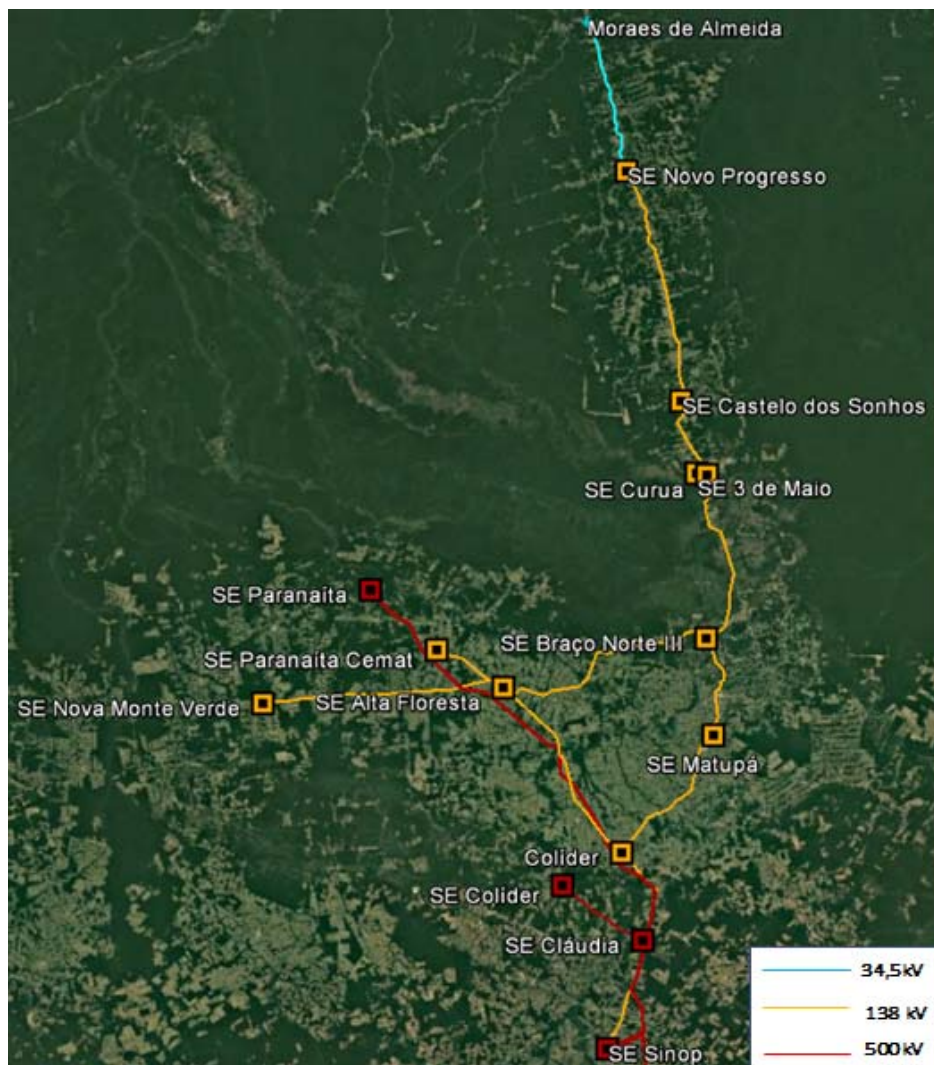 Moraes de Almeida
SE Novo Progresso
SE Castelo dos Sonhos
SE Curua
SE 3 de Maio
SE Paranaíta
SE Braço Norte III
SE Paranaíta Cemat
SE Alta Floresta
SE Nova Monte Verde
SE Matupá
Colider
SE Colider
SE Cláudia
SE Sinop
34,5kV
138 kV
500kV